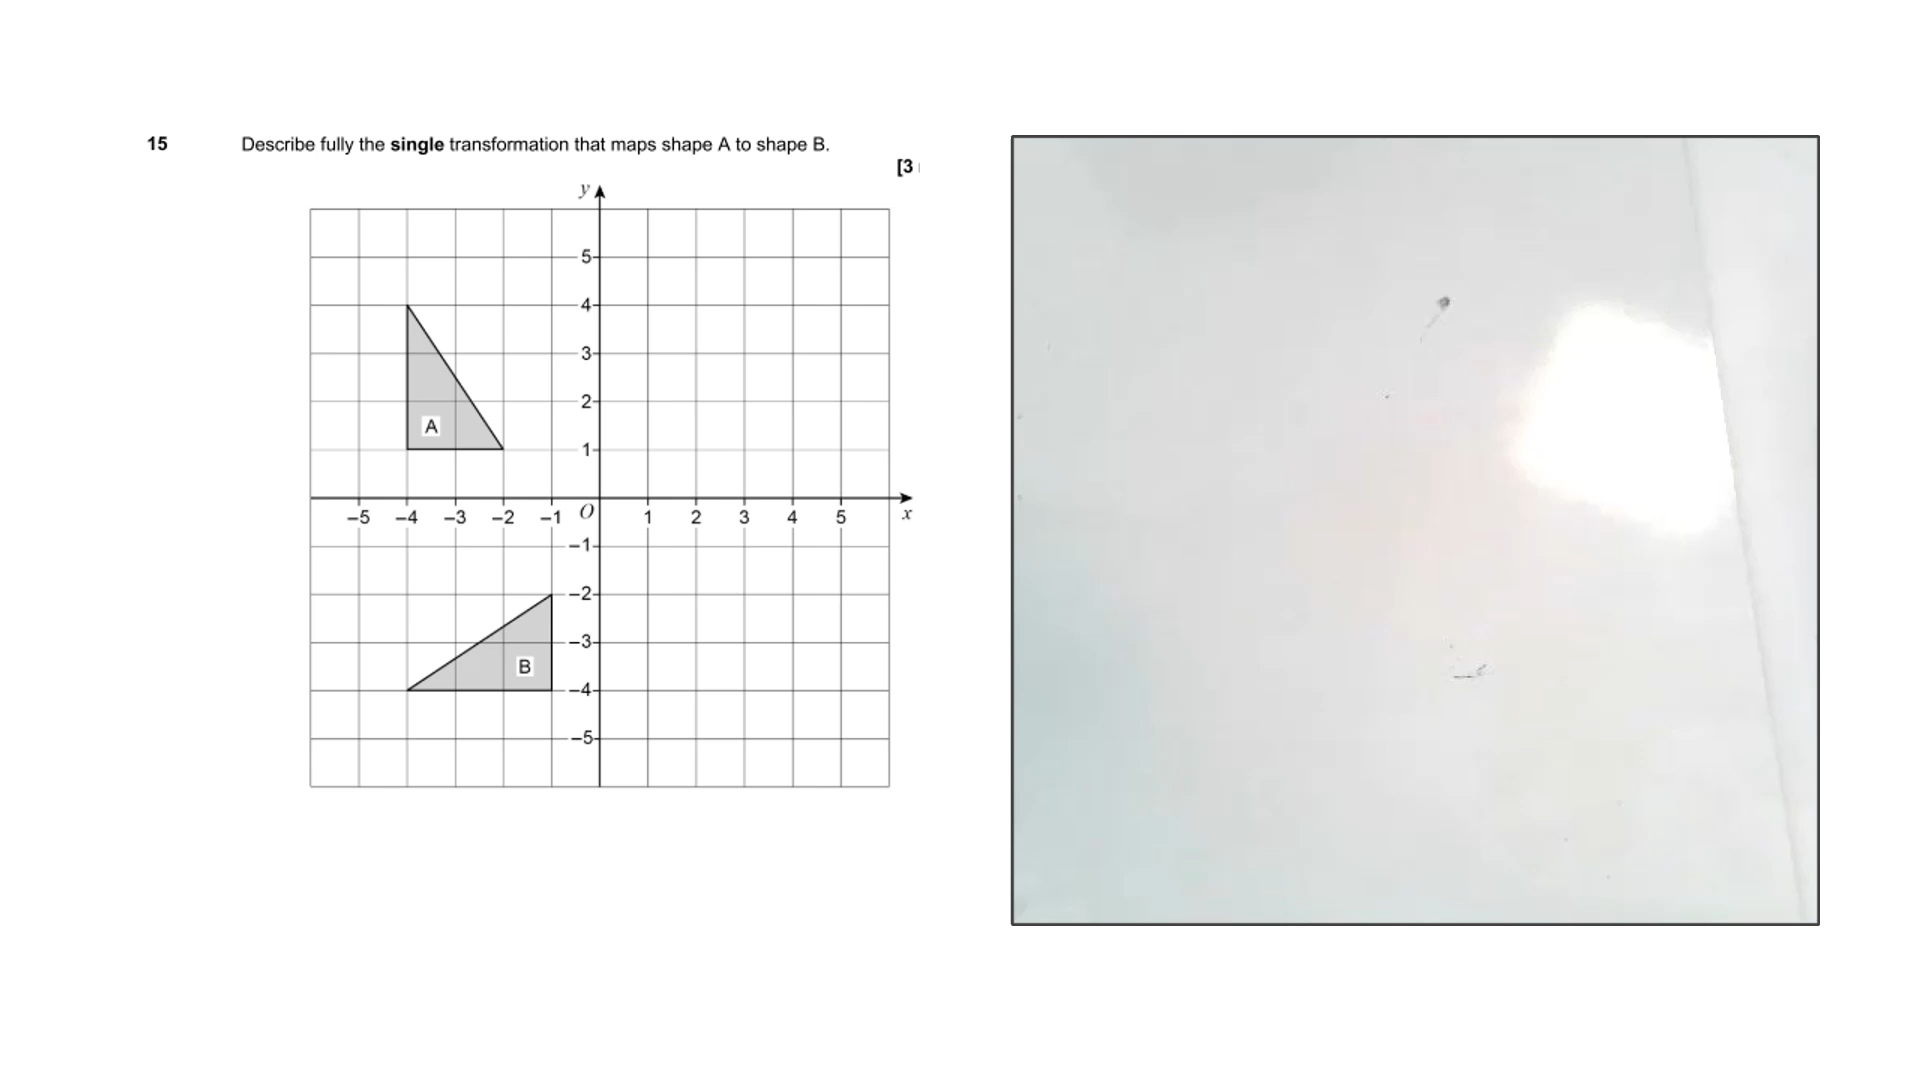 15 Describe fully the single transformation that maps shape A to shape B.
[3
y
5
4
3
2
A
1
–5 –4 –3 –2 –1 O 1 2 3 4 5 x
–1
–2
–3
B
–4
–5